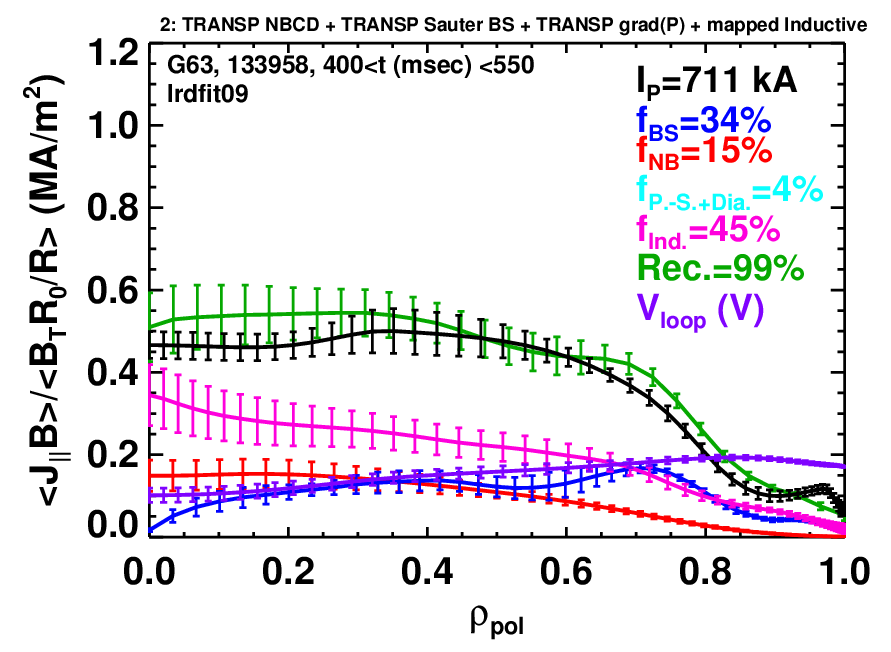 2: TRANSP NBCD + TRANSP Sauter BS + TRANSP grad(P) + mapped Inductive
G63, 133958, 400<t (msec) <550
lrdfit09
I_P=711 kA
f_BS=34%
f_NB=15%
f_P.-S.+Dia.=4%
f_Ind.=45%
Rec.=99%
V_loop (V)
<J_∥B>/<B_TR_0/R> (MA/m^2)
1.2
1.0
0.8
0.6
0.4
0.2
0.0
0.0 0.2 0.4 0.6 0.8 1.0
ρ_pol